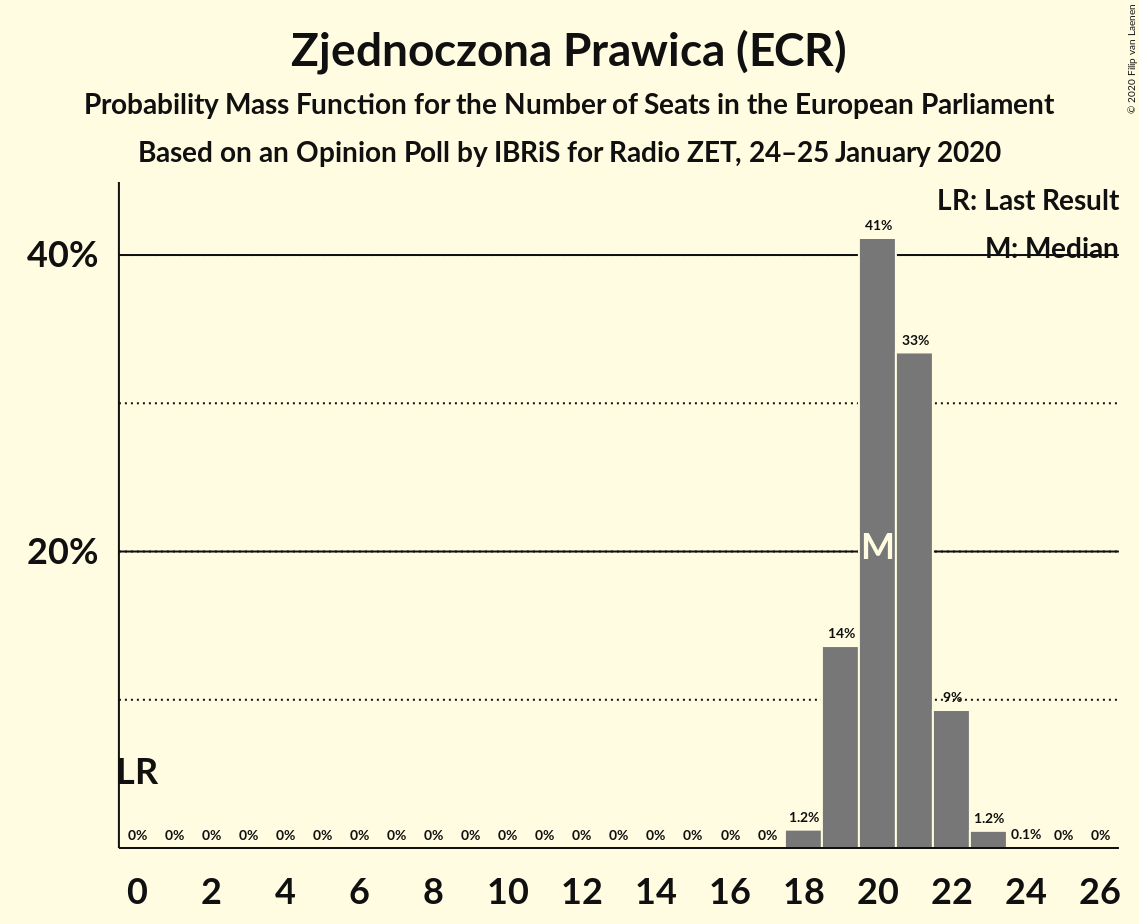 Zjednoczona Prawica (ECR)
Probability Mass Function for the Number of Seats in the European Parliament
Based on an Opinion Poll by IBRiS for Radio ZET, 24–25 January 2020
© 2020 Filip van Laenen
LR: Last Result
M: Median
41%
40%
33%
20%
M
14%
9%
LR
0% 0% 0% 0% 0% 0% 0% 0% 0% 0% 0% 0% 0% 0% 0% 0% 0% 0% 1.2% 1.2% 0.1% 0% 0%
0 2 4 6 8 10 12 14 16 18 20 22 24 26